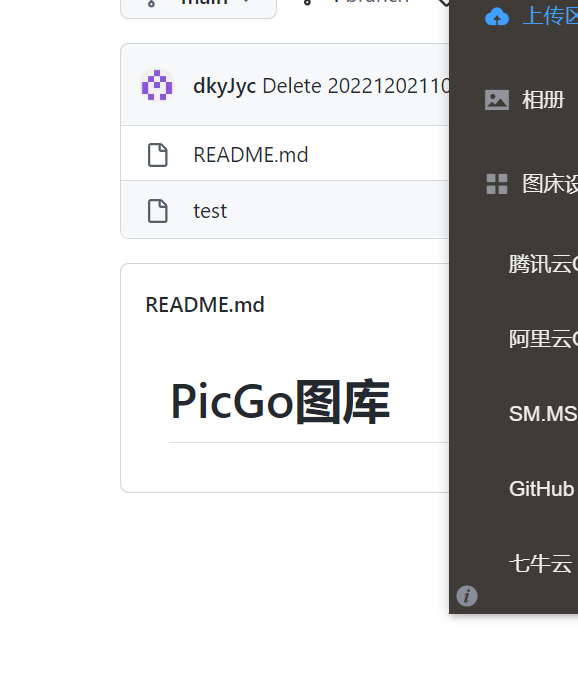 main
branch
dkyJyc Delete 20221202110
README.md
test
README.md
PicGo图库
上传区
相册
图床设
腾讯云C
阿里云O
SM.MS
GitHub
七牛云